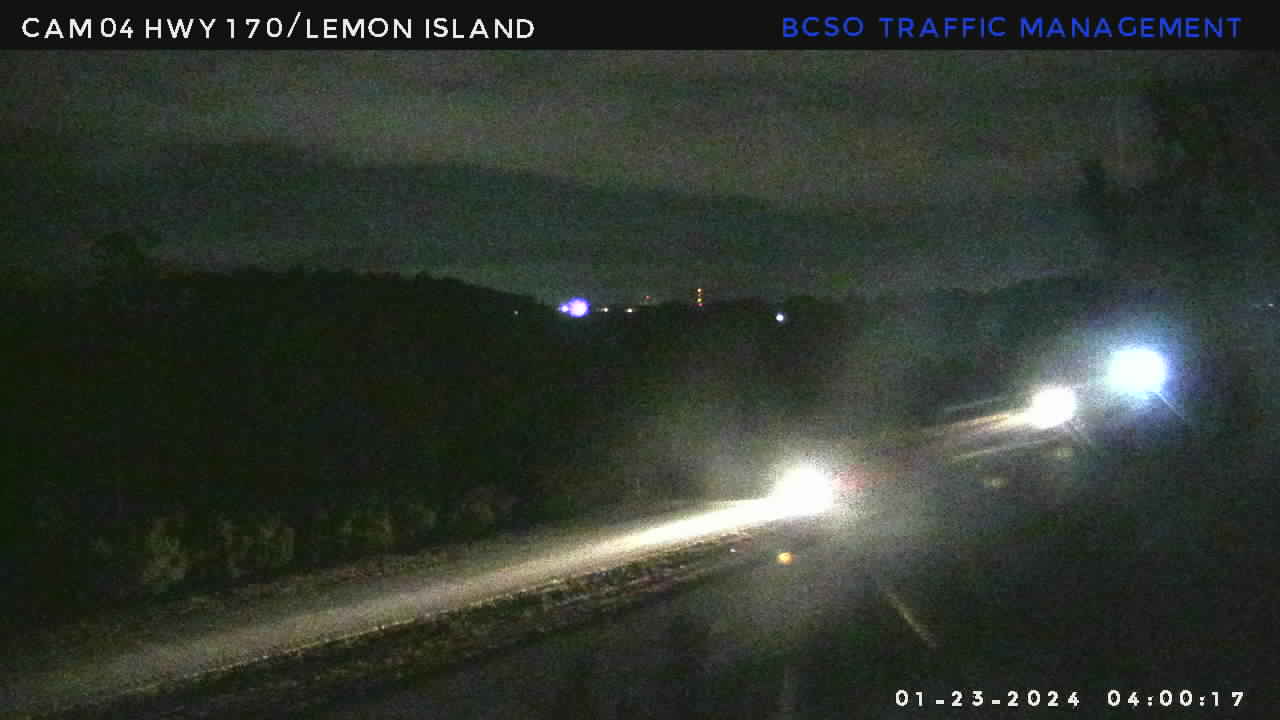 CAM04 HWY 170/LEMON ISLAND
BCSO TRAFFIC MANAGEMENT
01-23-2024 04:00:17